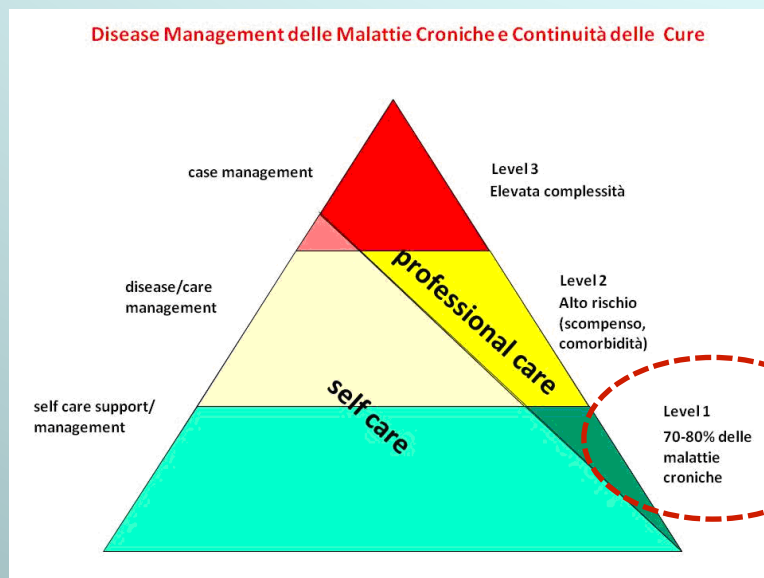 Disease Management delle Malattie Croniche e Continuità delle Cure
case management
Level 3
Elevata complessità
disease/care
management
professional care
Level 2
Alto rischio
(scompenso,
comorbidità)
self care support/
management
self care
Level 1
70-80% delle
malattie
croniche